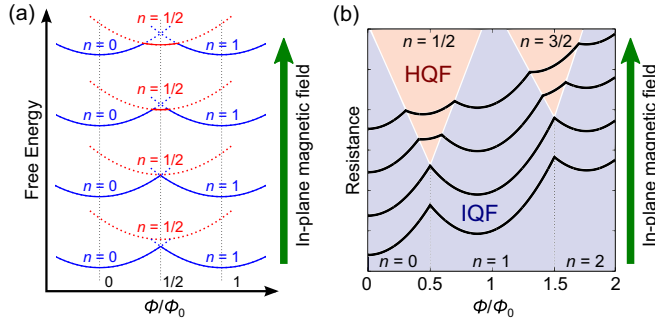 (a)
n = 1/2
n = 0
n = 1
n = 1/2
n = 0
n = 1
n = 1/2
n = 0
n = 1
n = 1/2
n = 0
n = 1
0
1/2
1
Φ/Φ0
Free Energy
In-plane magnetic field
(b)
n = 1/2
n = 3/2
HQF
IQF
n = 0
n = 1
n = 2
0
0.5
1
1.5
2
Φ/Φ0
Resistance
In-plane magnetic field